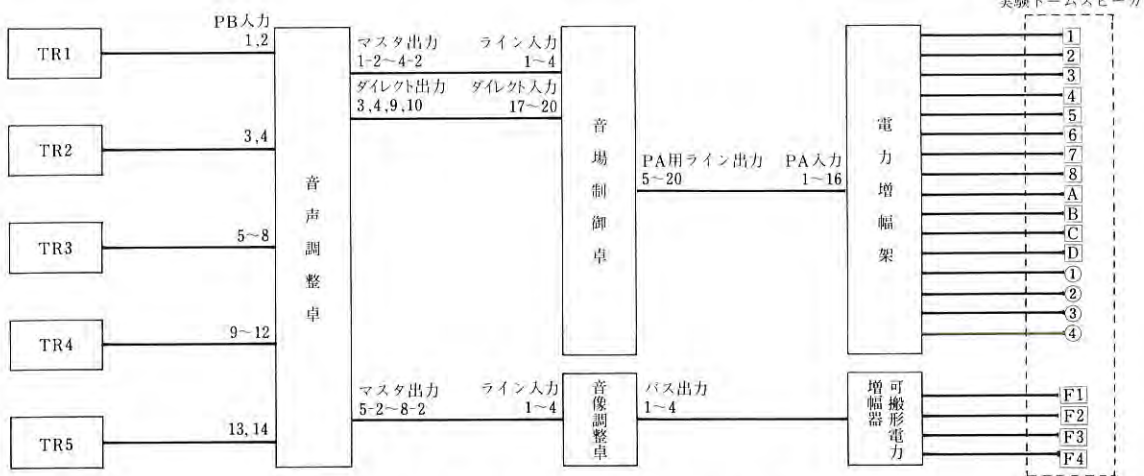 実験ドームスピーカ
TR1
PB入力
1,2
TR2
3,4
TR3
5~8
TR4
9~12
TR5
13,14
音声調整卓
マスタ出力
1-2~4-2
ライン入力
1~4
ダイレクト出力
3,4,9,10
ダイレクト入力
17~20
音場制御卓
PA用ライン出力
5~20
PA入力
1~16
電力増幅架
1
2
3
4
5
6
7
8
A
B
C
D
①
②
③
④
マスタ出力
5-2~8-2
ライン入力
1~4
音像調整卓
バス出力
1~4
可搬形電力
増幅器
F1
F2
F3
F4